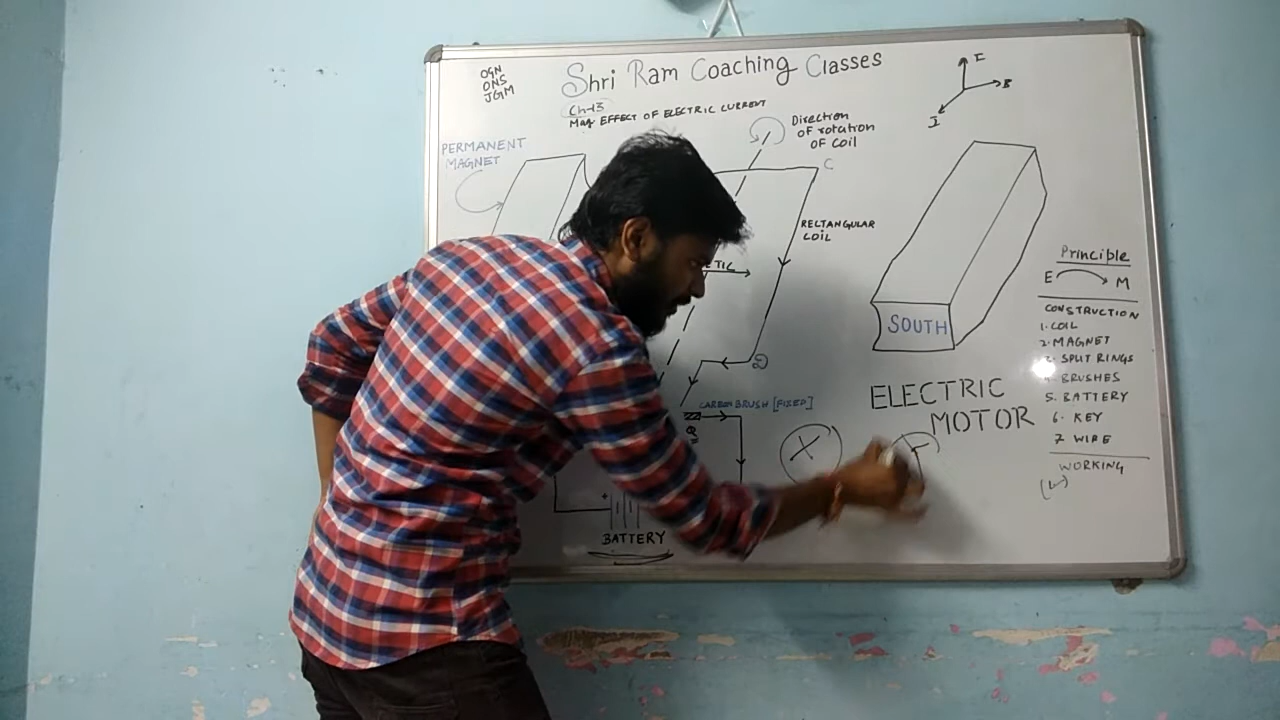 OGN
ONS
JGM
Shri Ram Coaching Classes
Ch-13
Mag EFFECT OF ELECTRIC CURRENT
PERMANENT
MAGNET
Direction
of rotation
OF Coil
C
I
B
I
RECTANGULAR
COIL
TIC
D
SOUTH
CARBON BRUSH [FIXED]
Q
+
BATTERY
ELECTRIC
MOTOR
Principle
E M
CONSTRUCTION
1. COIL
2. MAGNET
3. SPLIT RINGS
4. BRUSHES
5. BATTERY
6. KEY
7 WIRE
WORKING